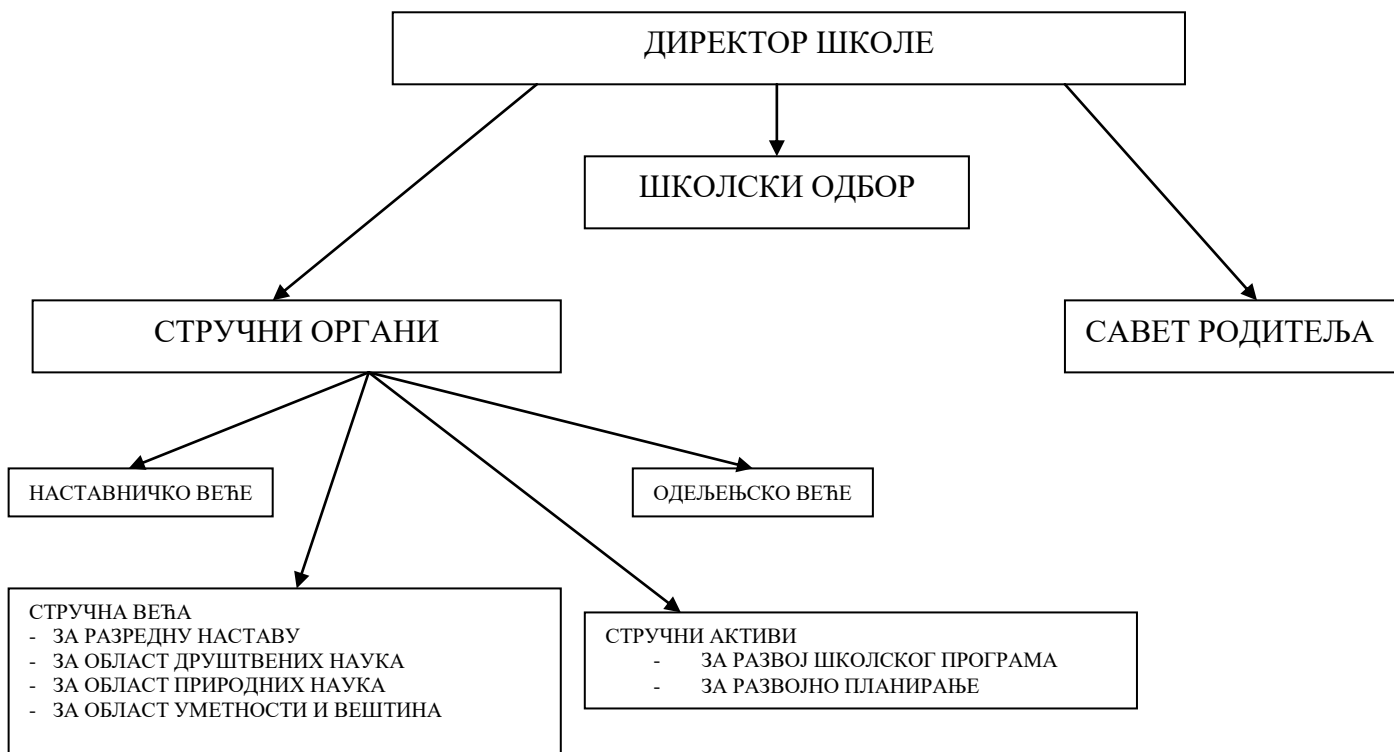 ДИРЕКТОР ШКОЛЕ
ШКОЛСКИ ОДБОР
СТРУЧНИ ОРГАНИ
САВЕТ РОДИТЕЉА
НАСТАВНИЧКО ВЕЋЕ
ОДЕЉЕЊСКО ВЕЋЕ
СТРУЧНА ВЕЋА
- ЗА РАЗРЕДНУ НАСТАВУ
- ЗА ОБЛАСТ ДРУШТВЕНИХ НАУКА
- ЗА ОБЛАСТ ПРИРОДНИХ НАУКА
- ЗА ОБЛАСТ УМЕТНОСТИ И ВЕШТИНА
СТРУЧНИ АКТИВИ
- ЗА РАЗВОЈ ШКОЛСКОГ ПРОГРАМА
- ЗА РАЗВОЈНО ПЛАНИРАЊЕ